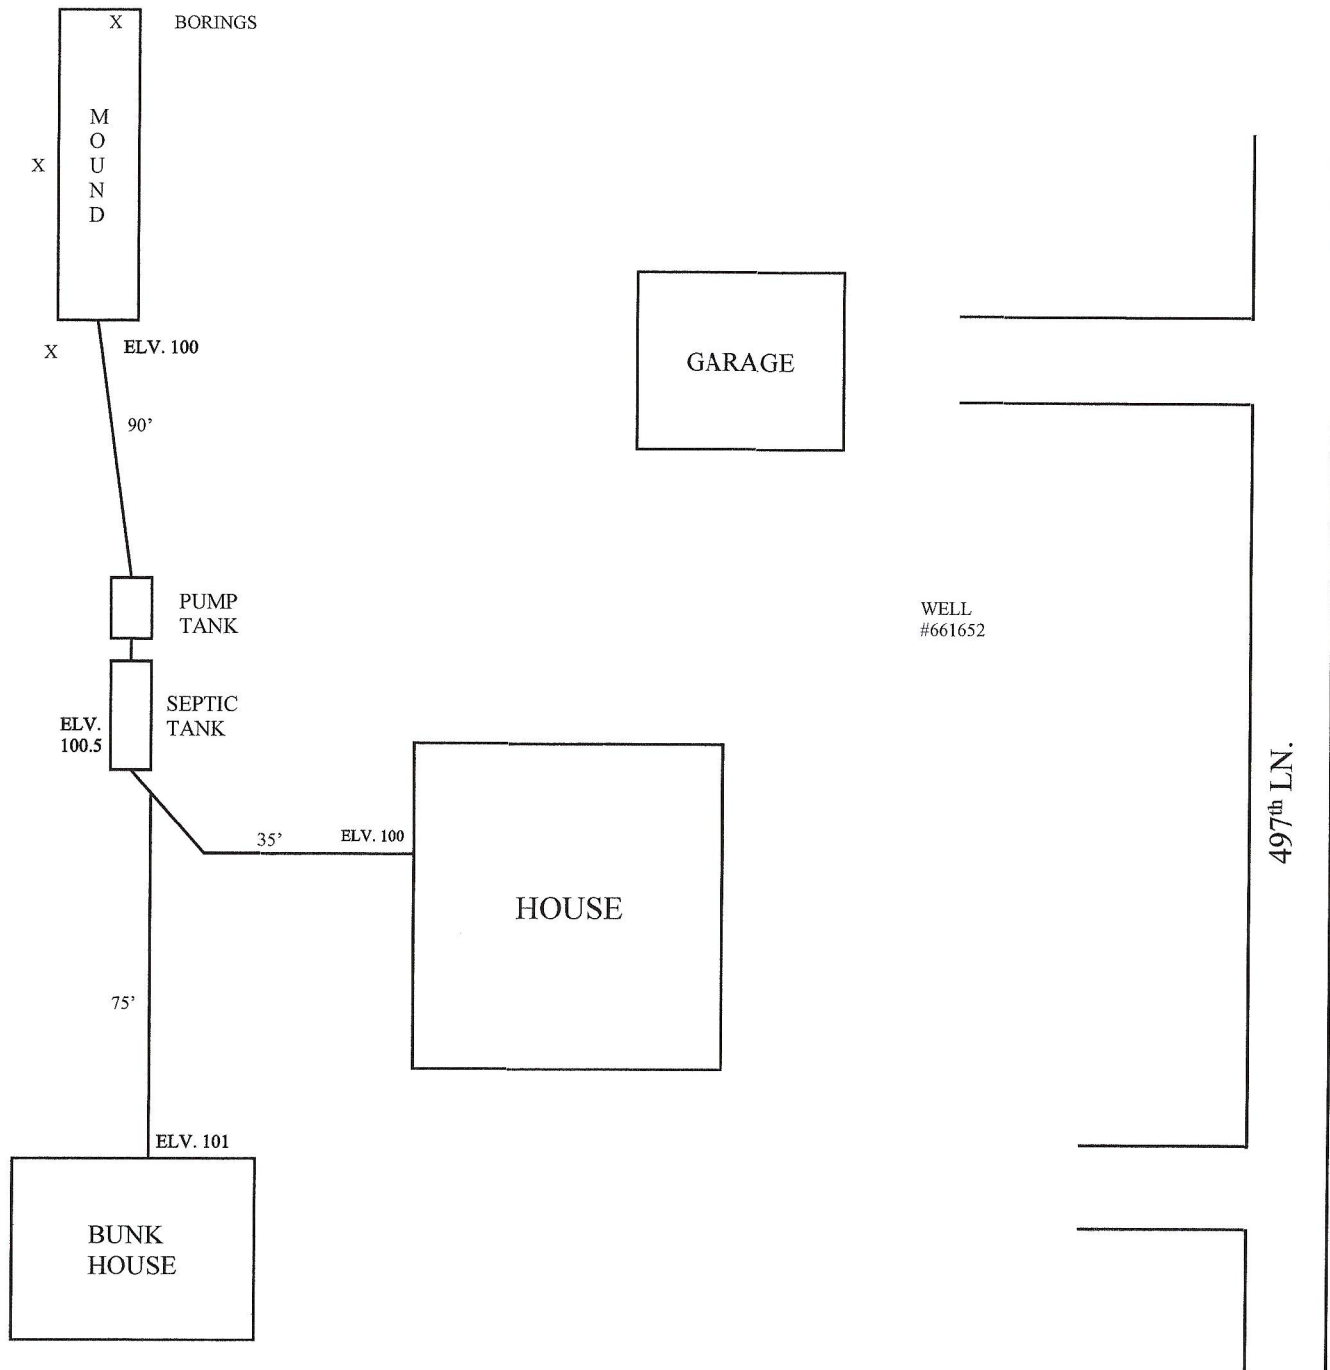 X BORINGS
M
O
U
N
D
X
X
ELV. 100
90’
GARAGE
PUMP
TANK
WELL
#661652
SEPTIC
TANK
ELV.
100.5
35’ ELV. 100
HOUSE
497th LN.
75’
ELV. 101
BUNK
HOUSE